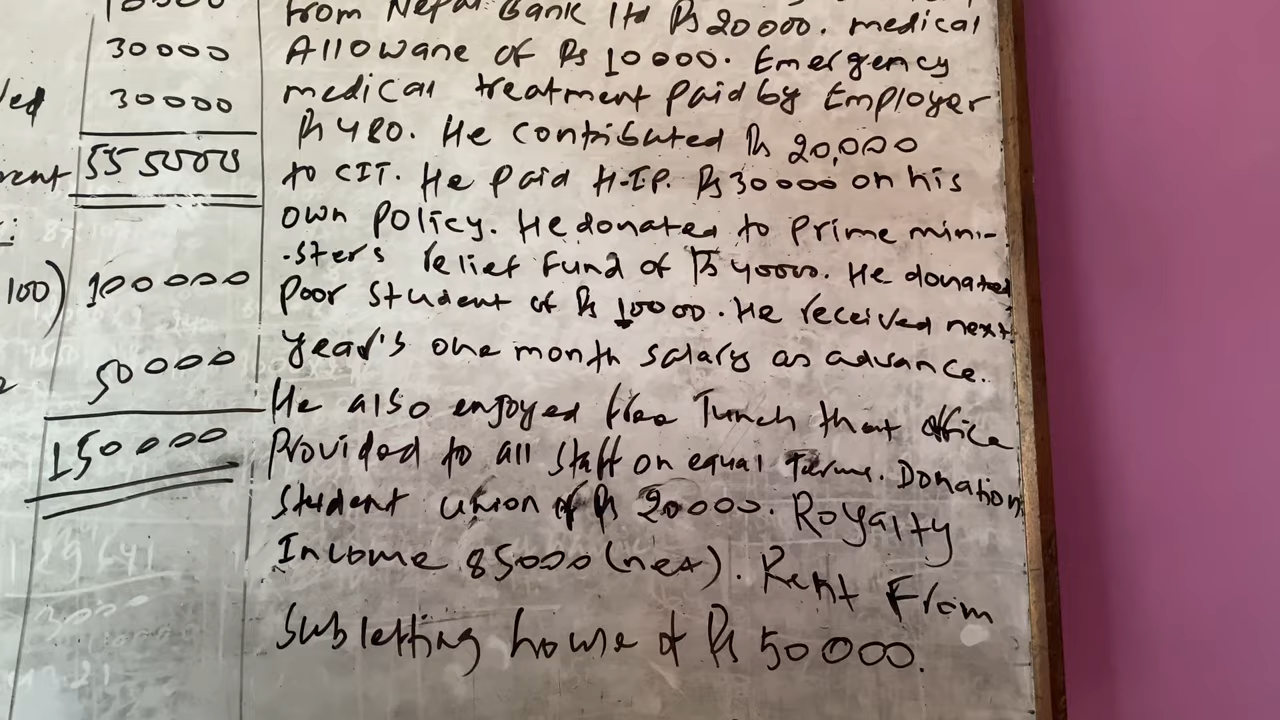 30000
30000
555000
100)
100000
50000
150000
from Nepal Bank ltd Rs 20000. medical
Allowane of Rs 10000. Emergency
medical treatment paid by Employer
Rs 480. He contributed Rs 20,000
to CIT. He paid H.I.P. Rs 30000 on his
own policy. He donated to prime mini-
-ster's relief Fund of Rs 40000. He donated
poor student of Rs 10000. He received next
year's one month salary as advance.
He also enjoyed free lunch that office
Provided to all staff on equal Terms. Donation
student union of Rs 20000. Royalty
Income 85000 (net). Rent From
Subletting house of Rs 50000.